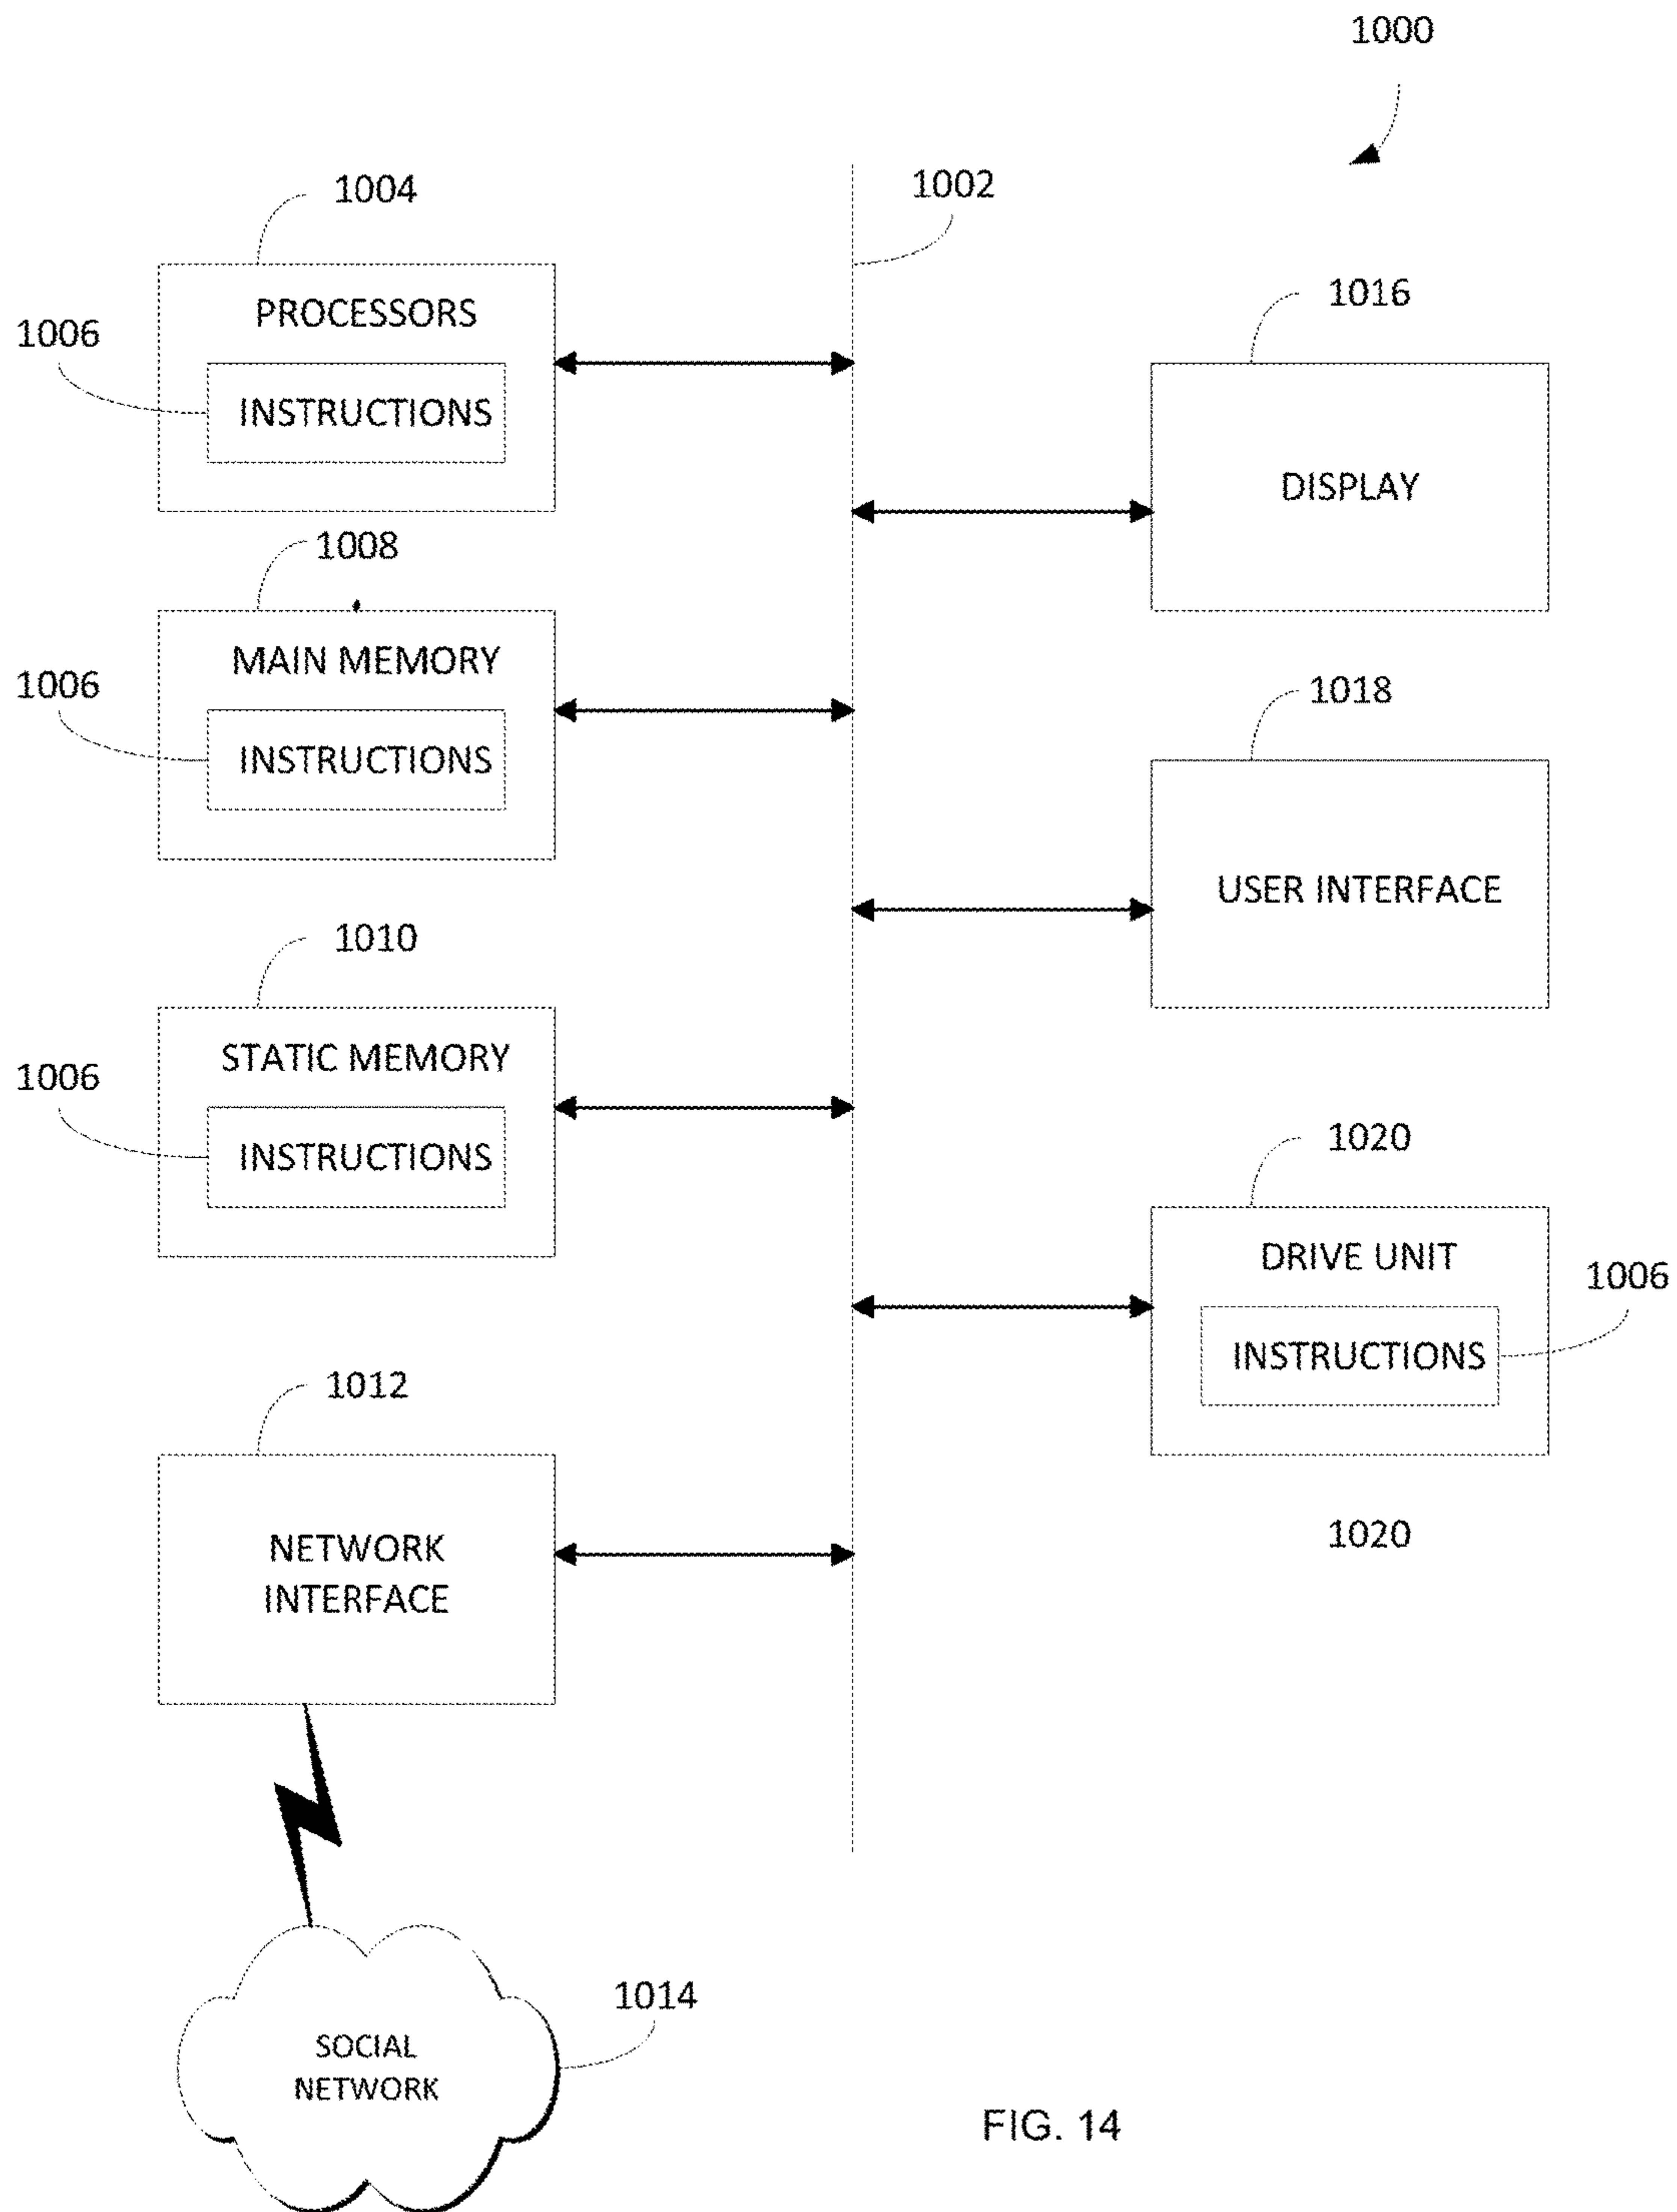 1000
1004
1002
PROCESSORS
1006
INSTRUCTIONS
1016
DISPLAY
1008
MAIN MEMORY
1006
INSTRUCTIONS
1018
USER INTERFACE
1010
STATIC MEMORY
1006
INSTRUCTIONS
1020
DRIVE UNIT
1006
INSTRUCTIONS
1012
NETWORK
INTERFACE
1020
1014
SOCIAL
NETWORK
FIG. 14